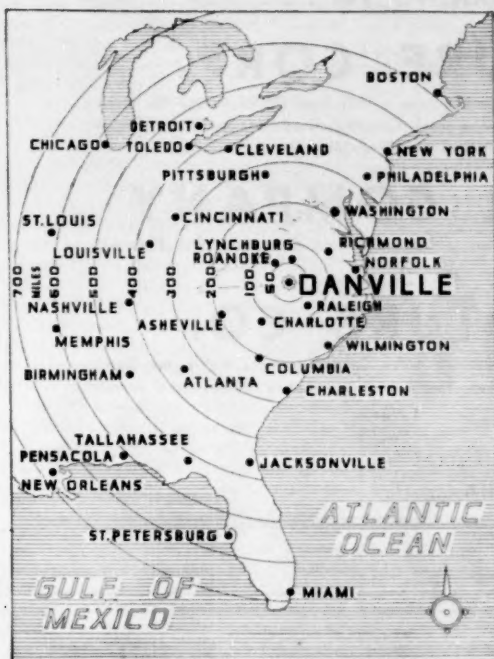 BOSTON
DETROIT
CHICAGO
TOLEDO
CLEVELAND
NEW YORK
PITTSBURGH
PHILADELPHIA
ST. LOUIS
CINCINNATI
WASHINGTON
LOUISVILLE
LYNCHBURG
RICHMOND
ROANOKE
NORFOLK
700 MILES 600 500 400 300 200 100 50
DANVILLE
NASHVILLE
RALEIGH
ASHEVILLE
CHARLOTTE
MEMPHIS
WILMINGTON
COLUMBIA
BIRMINGHAM
ATLANTA
CHARLESTON
TALLAHASSEE
PENSACOLA
JACKSONVILLE
NEW ORLEANS
ATLANTIC
OCEAN
ST. PETERSBURG
GULF OF
MEXICO
MIAMI